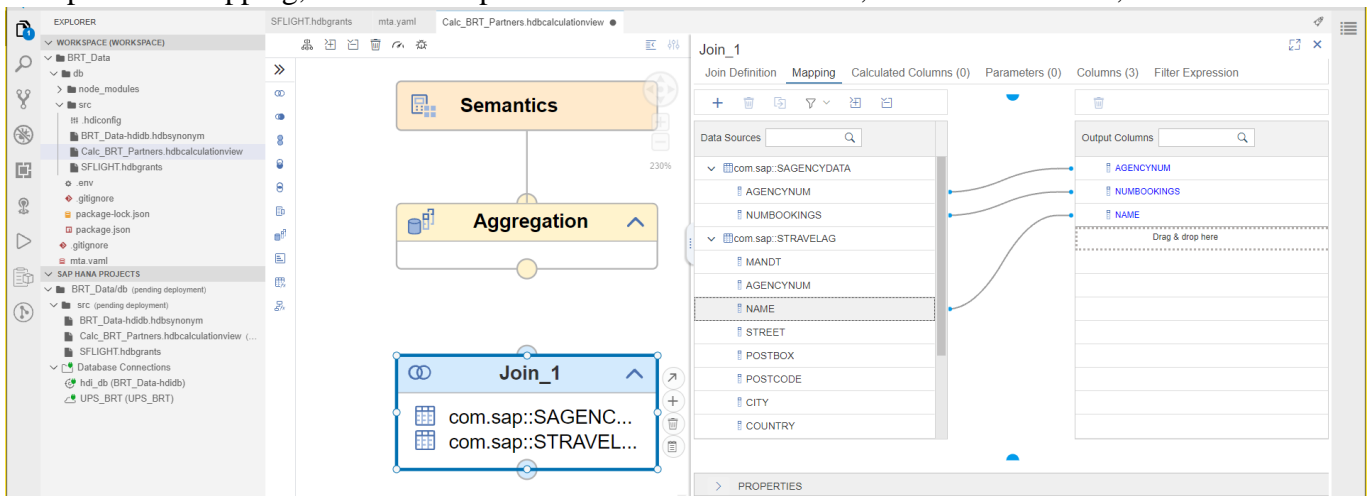 EXPLORER
SFLIGHT.hdbgrants
mta.yaml
Calc_BRT_Partners.hdbcalculationview
1
WORKSPACE (WORKSPACE)
BRT_Data
db
node_modules
src
.hdiconfig
BRT_Data-hdidb.hdbsynonym
Calc_BRT_Partners.hdbcalculationview
SFLIGHT.hdbgrants
.env
.gitignore
package-lock.json
package.json
.gitignore
mta.yaml
SAP HANA PROJECTS
BRT_Data/db (pending deployment)
src (pending deployment)
BRT_Data-hdidb.hdbsynonym
Calc_BRT_Partners.hdbcalculationview (...
SFLIGHT.hdbgrants
Database Connections
hdi_db (BRT_Data-hdidb)
UPS_BRT (UPS_BRT)
Semantics
230%
Aggregation
Join_1
com.sap::SAGENC...
com.sap::STRAVEL...
Join_1
Join Definition Mapping Calculated Columns (0) Parameters (0) Columns (3) Filter Expression
Data Sources
com.sap::SAGENCYDATA
AGENCYNUM
NUMBOOKINGS
com.sap::STRAVELAG
MANDT
AGENCYNUM
NAME
STREET
POSTBOX
POSTCODE
CITY
COUNTRY
Output Columns
AGENCYNUM
NUMBOOKINGS
NAME
Drag & drop here
PROPERTIES